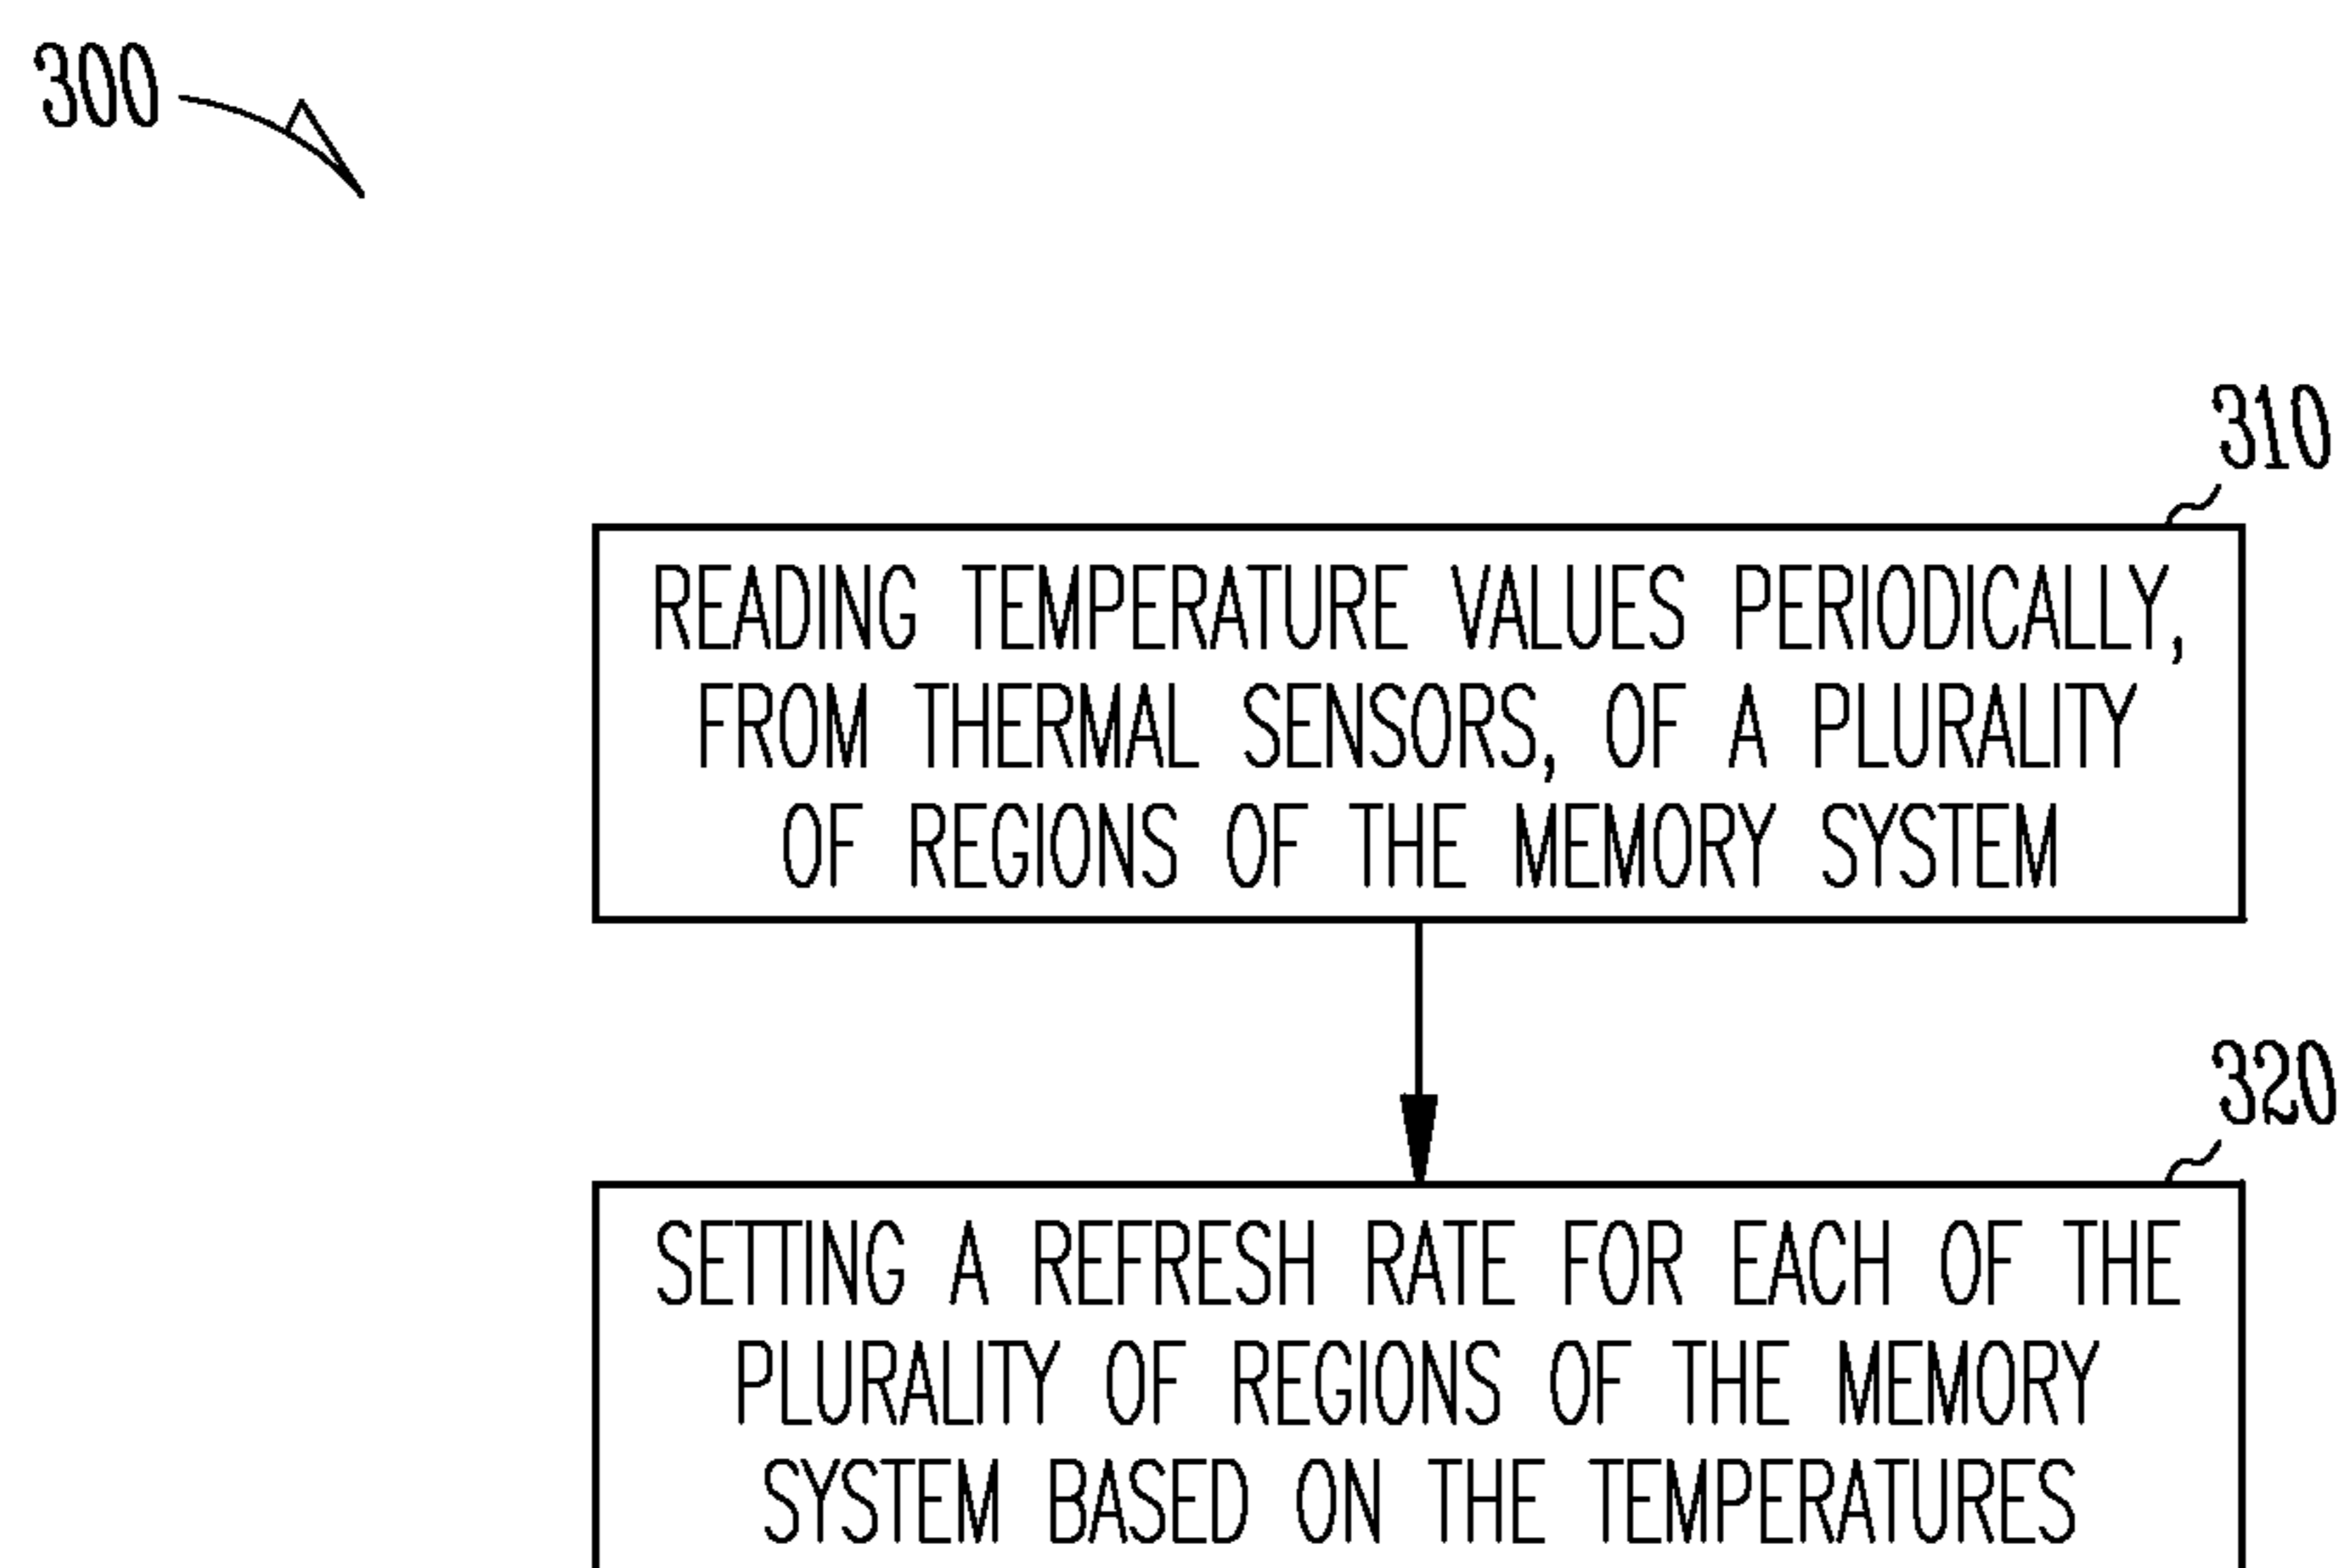 300
310
READING TEMPERATURE VALUES PERIODICALLY,
FROM THERMAL SENSORS, OF A PLURALITY
OF REGIONS OF THE MEMORY SYSTEM
320
SETTING A REFRESH RATE FOR EACH OF THE
PLURALITY OF REGIONS OF THE MEMORY
SYSTEM BASED ON THE TEMPERATURES